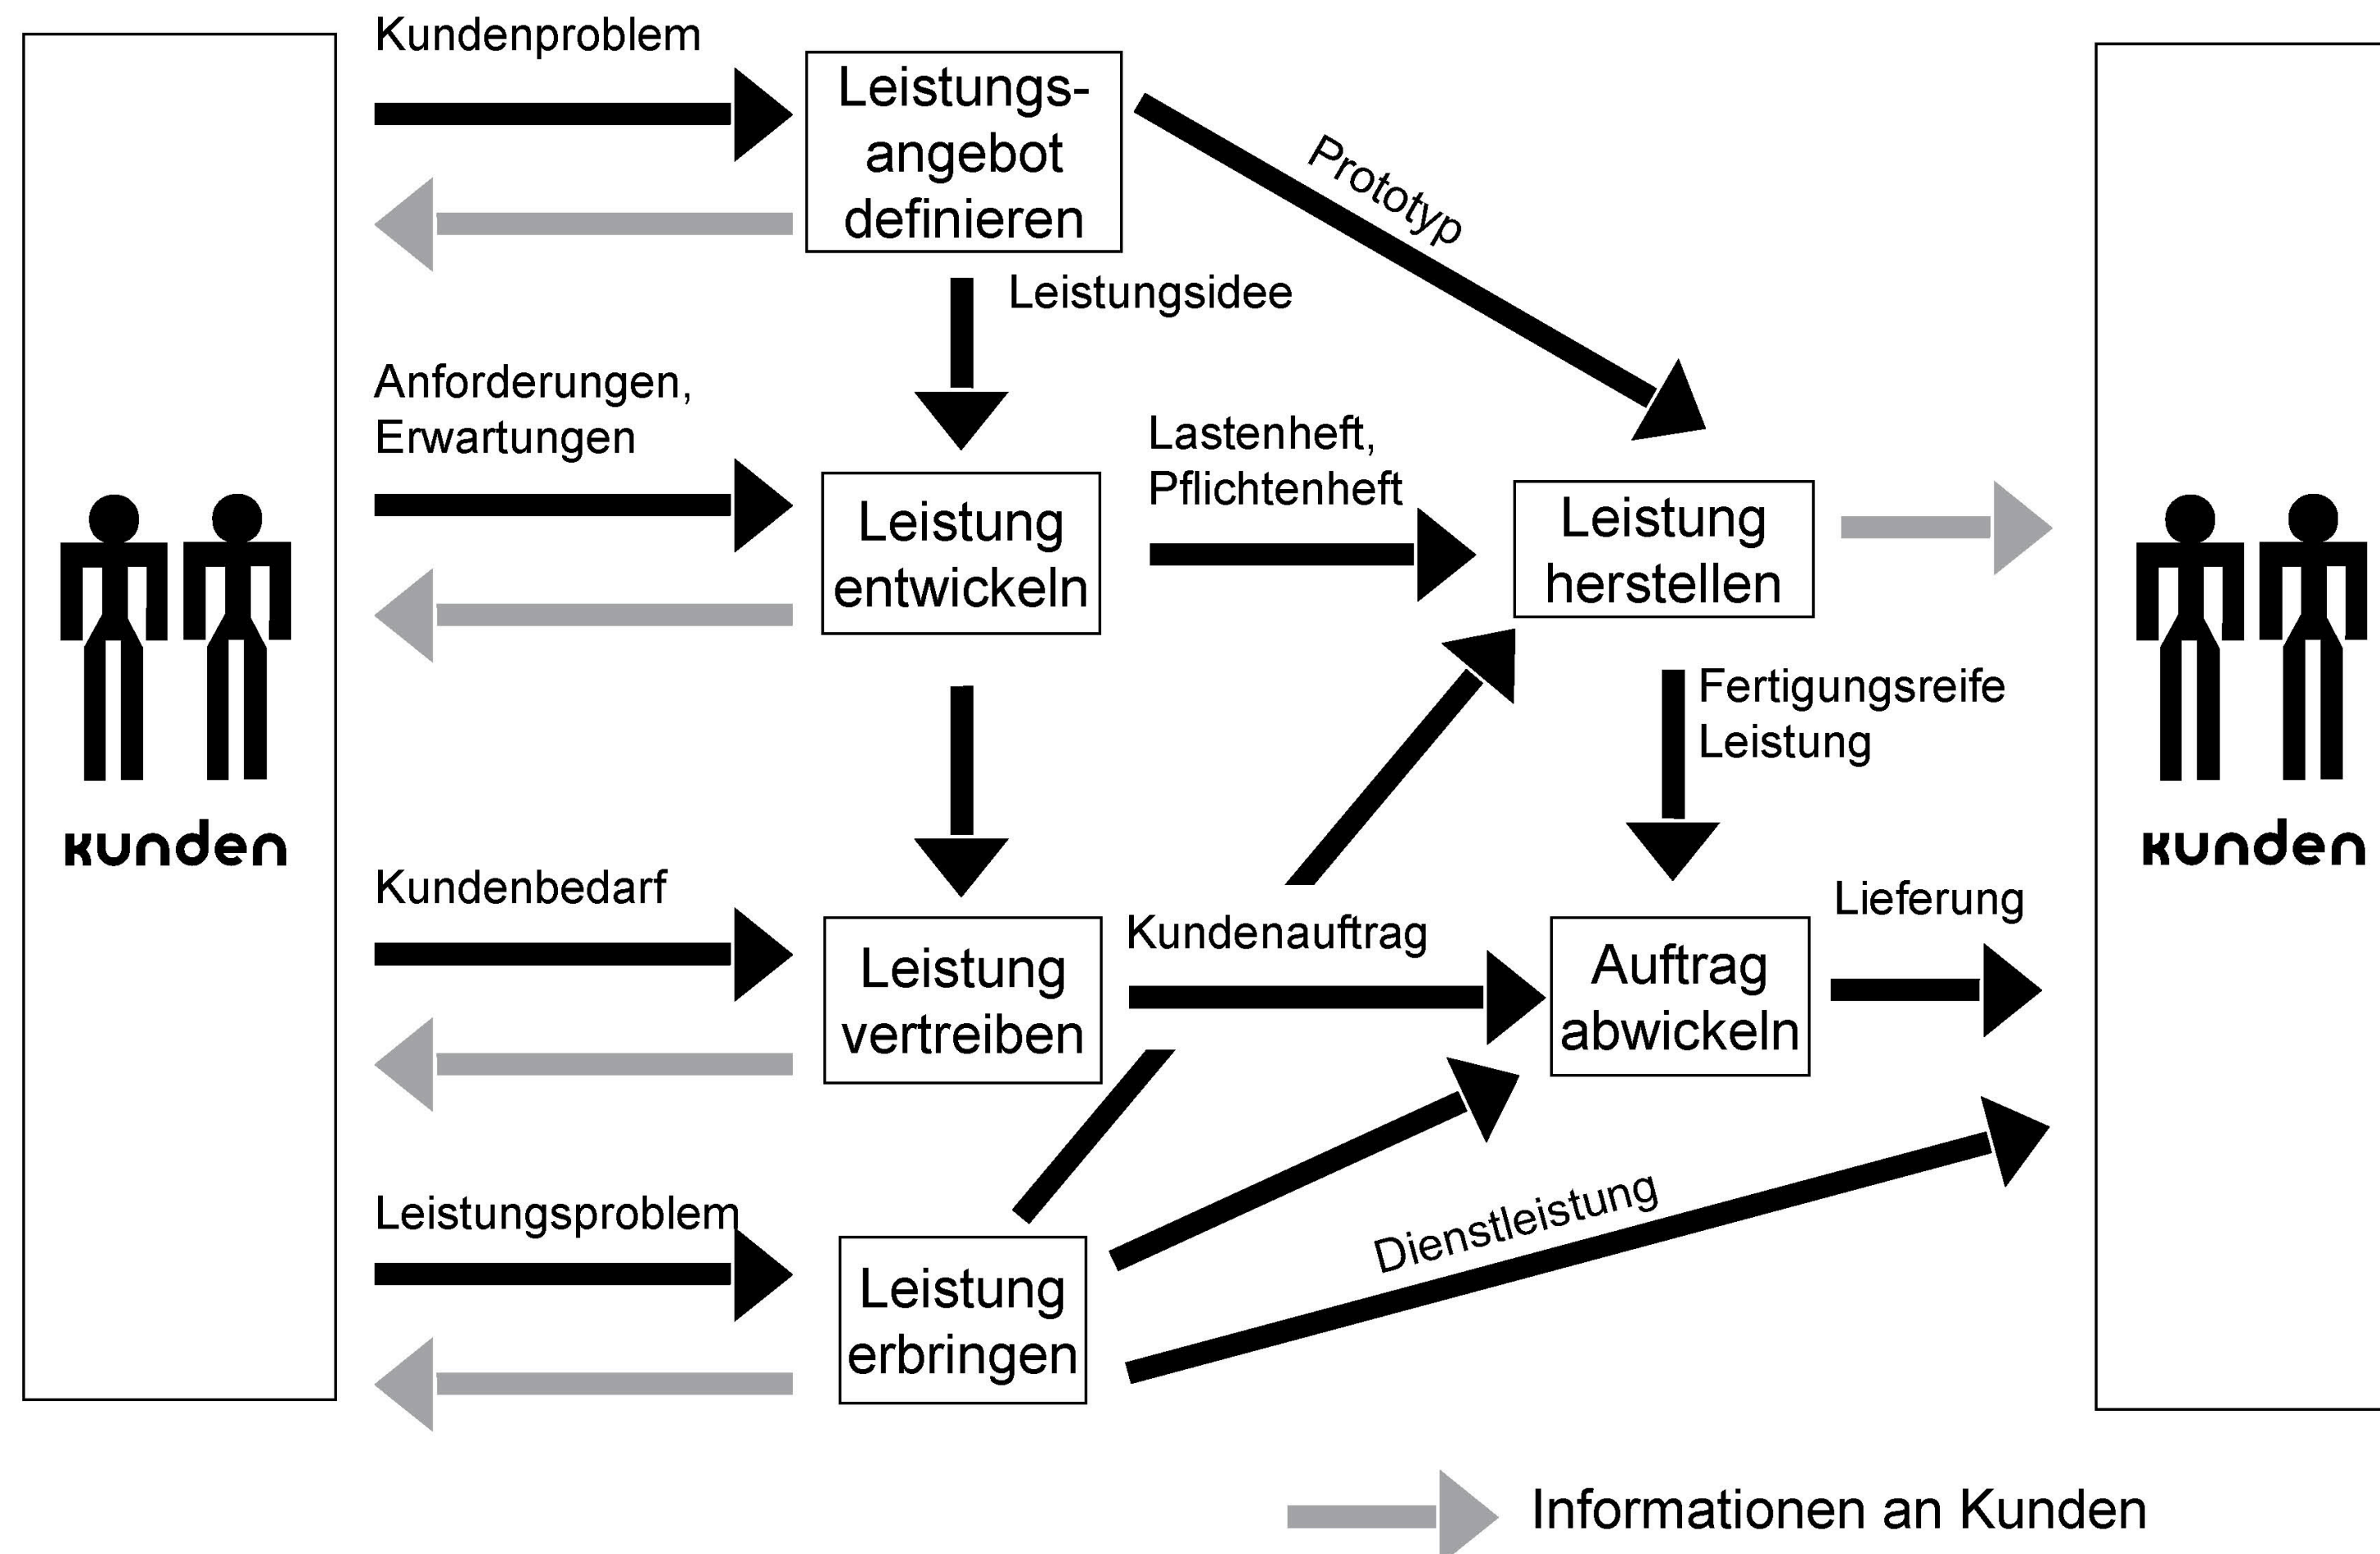 Kundenproblem
Leistungs-
angebot
definieren
Prototyp
Leistungsidee
Anforderungen,
Erwartungen
Lastenheft,
Pflichtenheft
Leistung
entwickeln
Leistung
herstellen
Fertigungsreife
Leistung
kunden
kunden
Kundenbedarf
Leistung
vertreiben
Kundenauftrag
Auftrag
abwickeln
Lieferung
Leistungsproblem
Leistung
erbringen
Dienstleistung
Informationen an Kunden